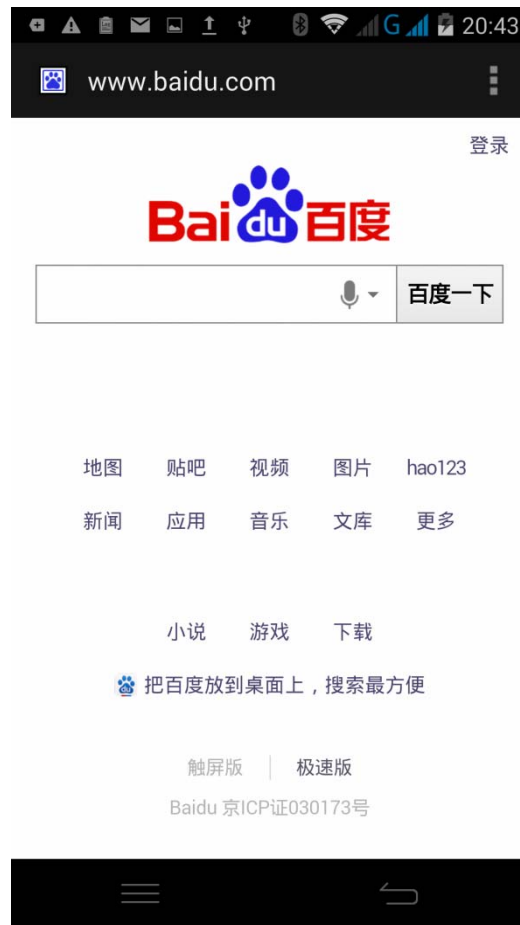 G 20:43
www.baidu.com
登录
Bai du 百度
百度一下
地图 贴吧 视频 图片 hao123
新闻 应用 音乐 文库 更多
小说 游戏 下载
du 把百度放到桌面上,搜索最方便
触屏版 极速版
Baidu 京ICP证030173号